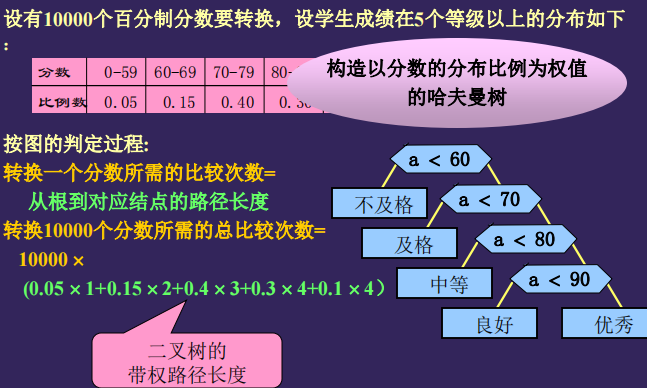 设有10000个百分制分数要转换，设学生成绩在5个等级以上的分布如下
：
分数 0-59 60-69 70-79 80-
比例数 0.05 0.15 0.40 0.30
构造以分数的分布比例为权值
的哈夫曼树
按图的判定过程:
转换一个分数所需的比较次数=
从根到对应结点的路径长度
转换10000个分数所需的总比较次数=
10000×
(0.05×1+0.15×2+0.4×3+0.3×4+0.1×4）
二叉树的
带权路径长度
a < 60
不及格
a < 70
及格
a < 80
中等
a < 90
良好
优秀